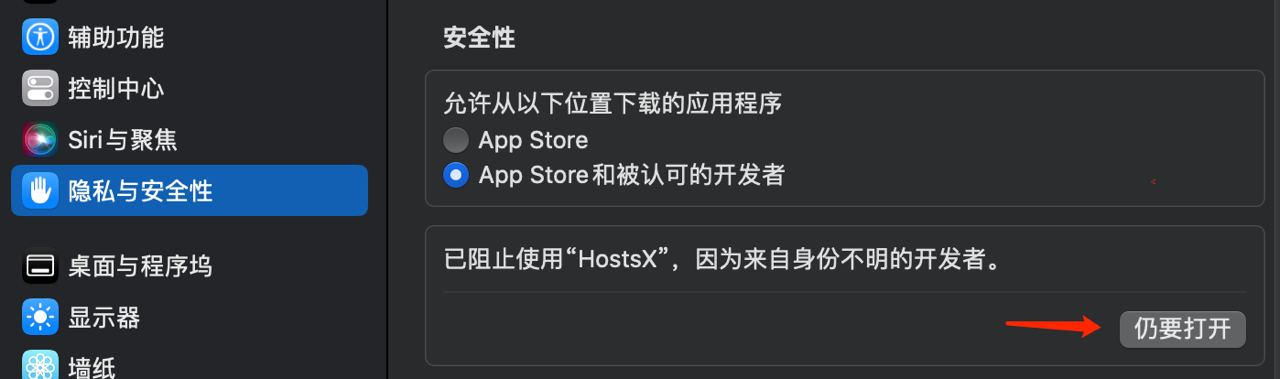 辅助功能
控制中心
Siri与聚焦
隐私与安全性
桌面与程序坞
显示器
墙纸
安全性
允许从以下位置下载的应用程序
App Store
App Store和被认可的开发者
已阻止使用“HostsX”，因为来自身份不明的开发者。
仍要打开